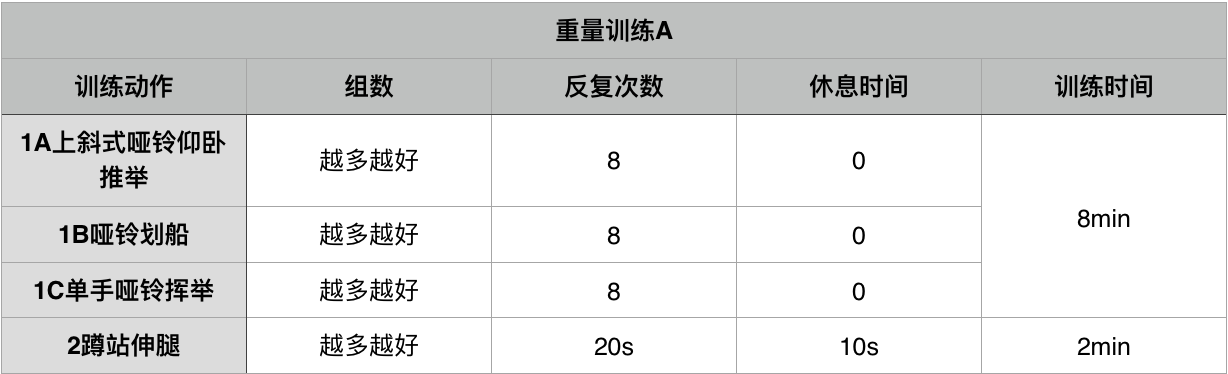 重量训练A
训练动作 组数 反复次数 休息时间 训练时间
1A上斜式哑铃仰卧
推举 越多越好 8 0 8min
1B哑铃划船 越多越好 8 0
1C单手哑铃挥举 越多越好 8 0
2蹲站伸腿 越多越好 20s 10s 2min